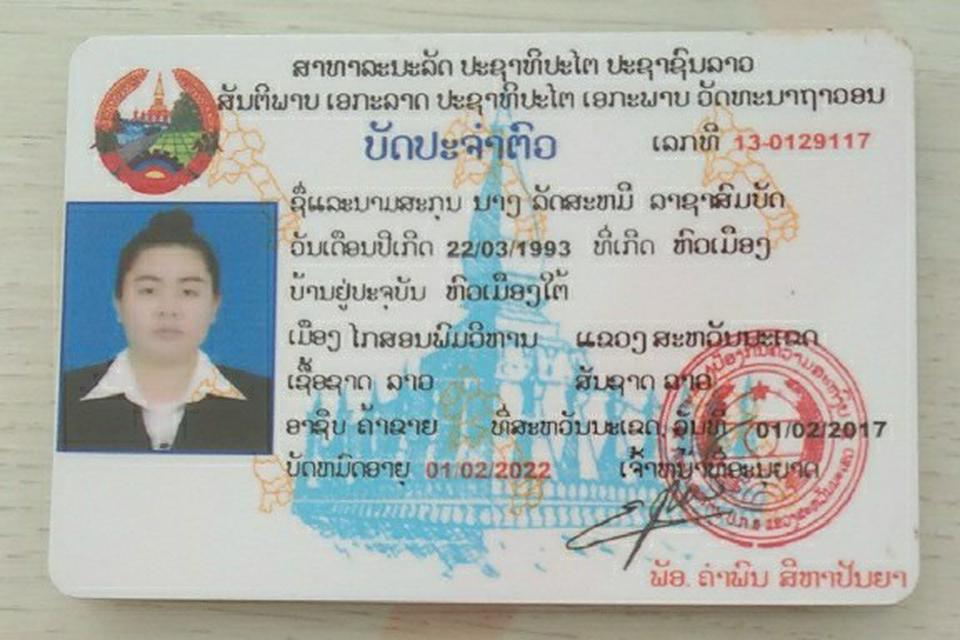 ສາທາລະນະລັດ ປະຊາທິປະໄຕ ປະຊາຊົນລາວ
ສັນຕິພາບ ເອກະລາດ ປະຊາທິປະໄຕ ເອກະພາບ ວັດທະນາຖາວອນ
ບັດປະຈຳຕົວ ເລກທີ 13-0129117
ຊື່ແລະນາມສະກຸນ ນາງ ລັດສະຫມີ ລາຊາສົມບັດ
ວັນເດືອນປີເກີດ 22/03/1993 ທີ່ເກີດ ຫົວເມືອງ
ບ້ານຢູ່ປະຈຸບັນ ຫົວເມືອງໃຕ້
ເມືອງ ໄກສອນພົມວິຫານ ແຂວງ ສະຫວັນນະເຂດ
ເຊື້ອຊາດ ລາວ ສັນຊາດ ລາວ
ອາຊິບ ຄ້າຂາຍ ທີ່ສະຫວັນນະເຂດ, ວັນທີ 01/02/2017
ບັດຫມົດອາຍຸ 01/02/2022 ເຈົ້າຫນ້າທີ່ອະນຸຍາດ
ພັອ. ຄໍາພັນ ສີຫາປັນຍາ